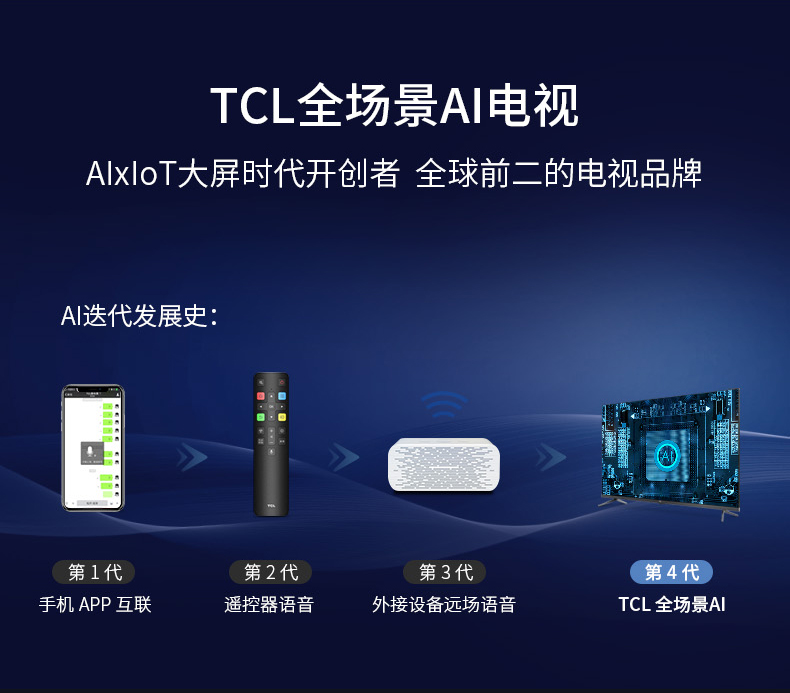 TCL全场景AI电视
AIxIoT大屏时代开创者 全球前二的电视品牌
AI迭代发展史：
AI
TCL
第 1 代
第 2 代
第 3 代
第 4 代
手机 APP 互联
遥控器语音
外接设备远场语音
TCL 全场景AI